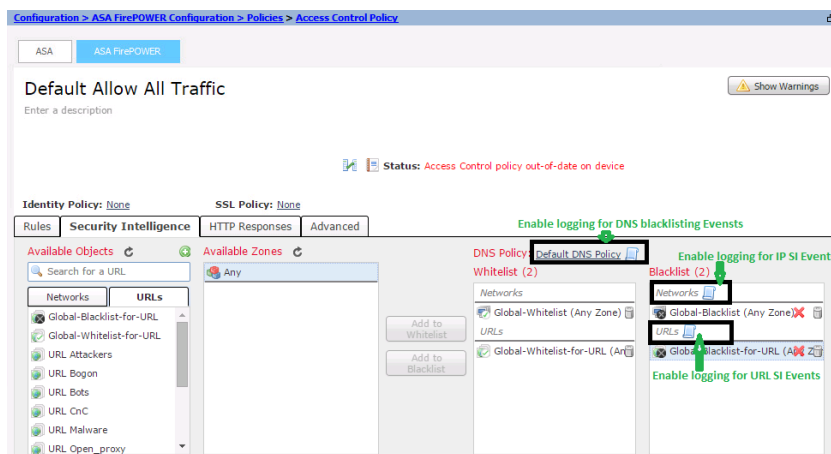 Configuration > ASA FirePOWER Configuration > Policies > Access Control Policy
ASA
ASA FirePOWER
Default Allow All Traffic
Show Warnings
Enter a description
Status: Access Control policy out-of-date on device
Identity Policy: None
SSL Policy: None
Rules
Security Intelligence
HTTP Responses
Advanced
Enable logging for DNS blacklisting Evensts
Available Objects
Available Zones
DNS Policy: Default DNS Policy
Enable logging for IP SI Event
Search for a URL
Any
Whitelist (2)
Blacklist (2)
Networks
URLs
Networks
Networks
Global-Blacklist-for-URL
Global-Whitelist (Any Zone)
Global-Blacklist (Any Zone)
Global-Whitelist-for-URL
Add to Whitelist
URLs
URLs
URL Attackers
Global-Whitelist-for-URL (An
Global-Blacklist-for-URL (A Z
URL Bogon
Add to Blacklist
Enable logging for URL SI Events
URL Bots
URL CnC
URL Malware
URL Open_proxy